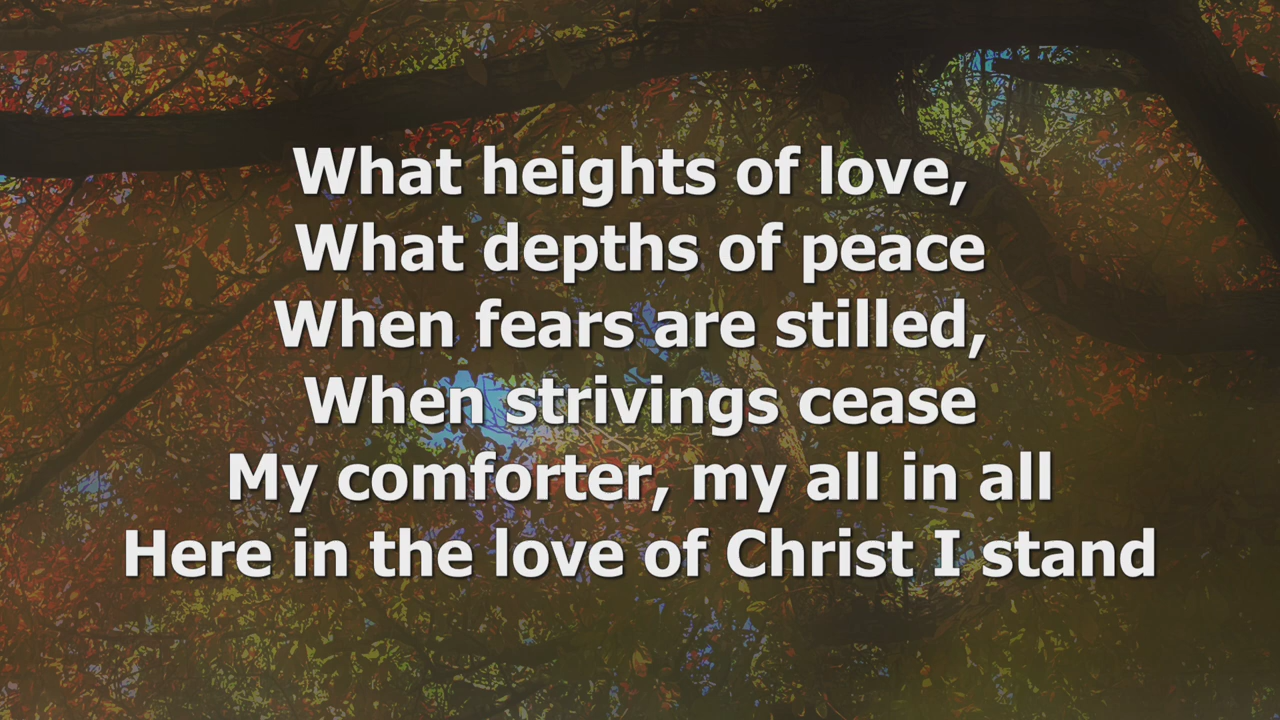 What heights of love,
What depths of peace
When fears are stilled,
When strivings cease
My comforter, my all in all
Here in the love of Christ I stand